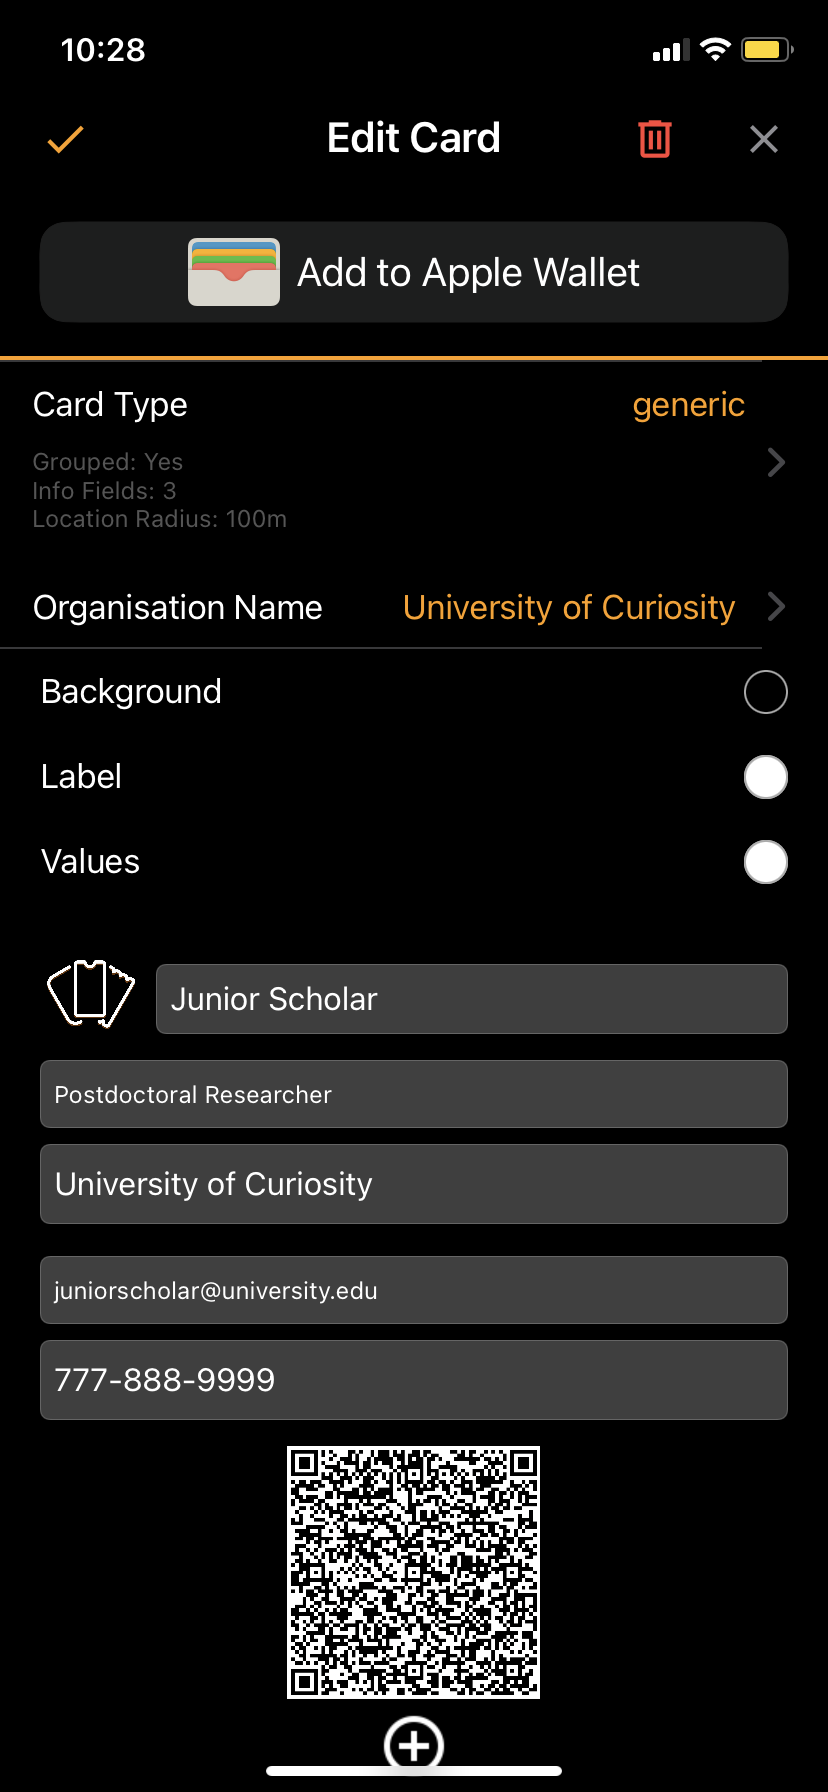 10:28
Edit Card
Add to Apple Wallet
Card Type generic
Grouped: Yes
Info Fields: 3
Location Radius: 100m
Organisation Name University of Curiosity
Background
Label
Values
Junior Scholar
Postdoctoral Researcher
University of Curiosity
juniorscholar@university.edu
777-888-9999